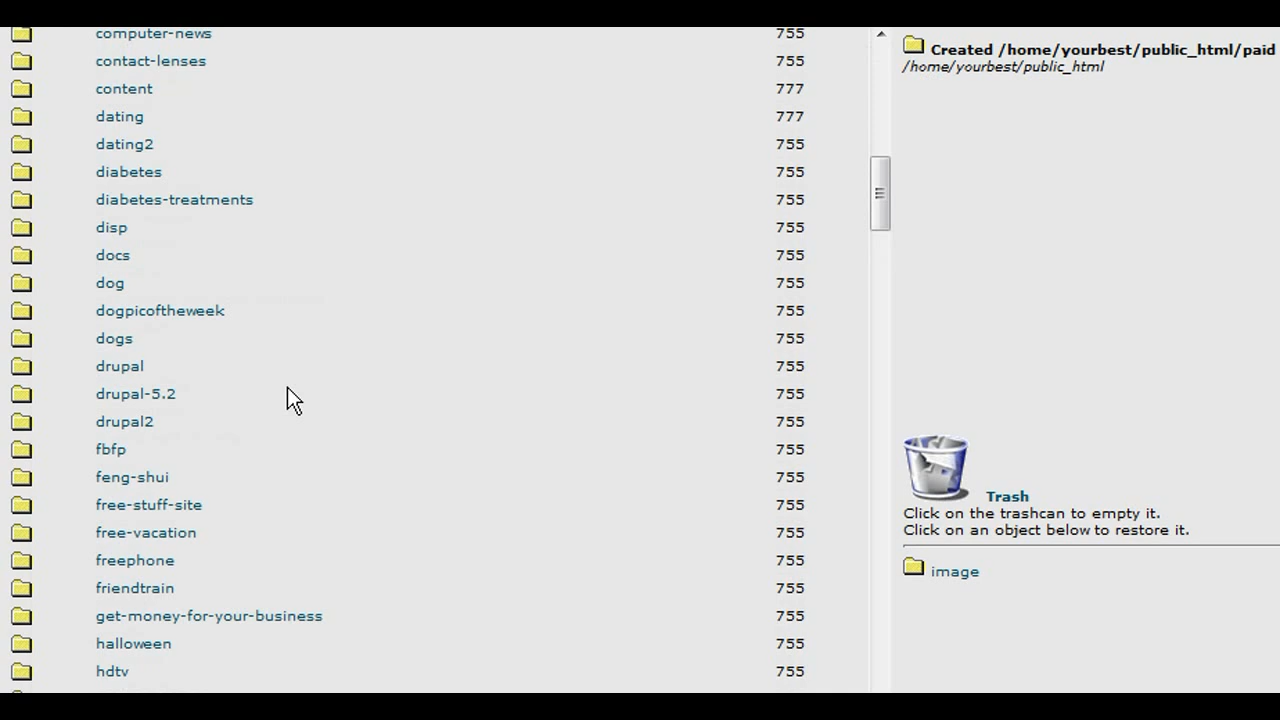 computer-news 755
contact-lenses 755
content 777
dating 777
dating2 755
diabetes 755
diabetes-treatments 755
disp 755
docs 755
dog 755
dogpicoftheweek 755
dogs 755
drupal 755
drupal-5.2 755
drupal2 755
fbfp 755
feng-shui 755
free-stuff-site 755
free-vacation 755
freephone 755
friendtrain 755
get-money-for-your-business 755
halloween 755
hdtv 755
Created /home/yourbest/public_html/paid
/home/yourbest/public_html
Trash
Click on the trashcan to empty it.
Click on an object below to restore it.
image